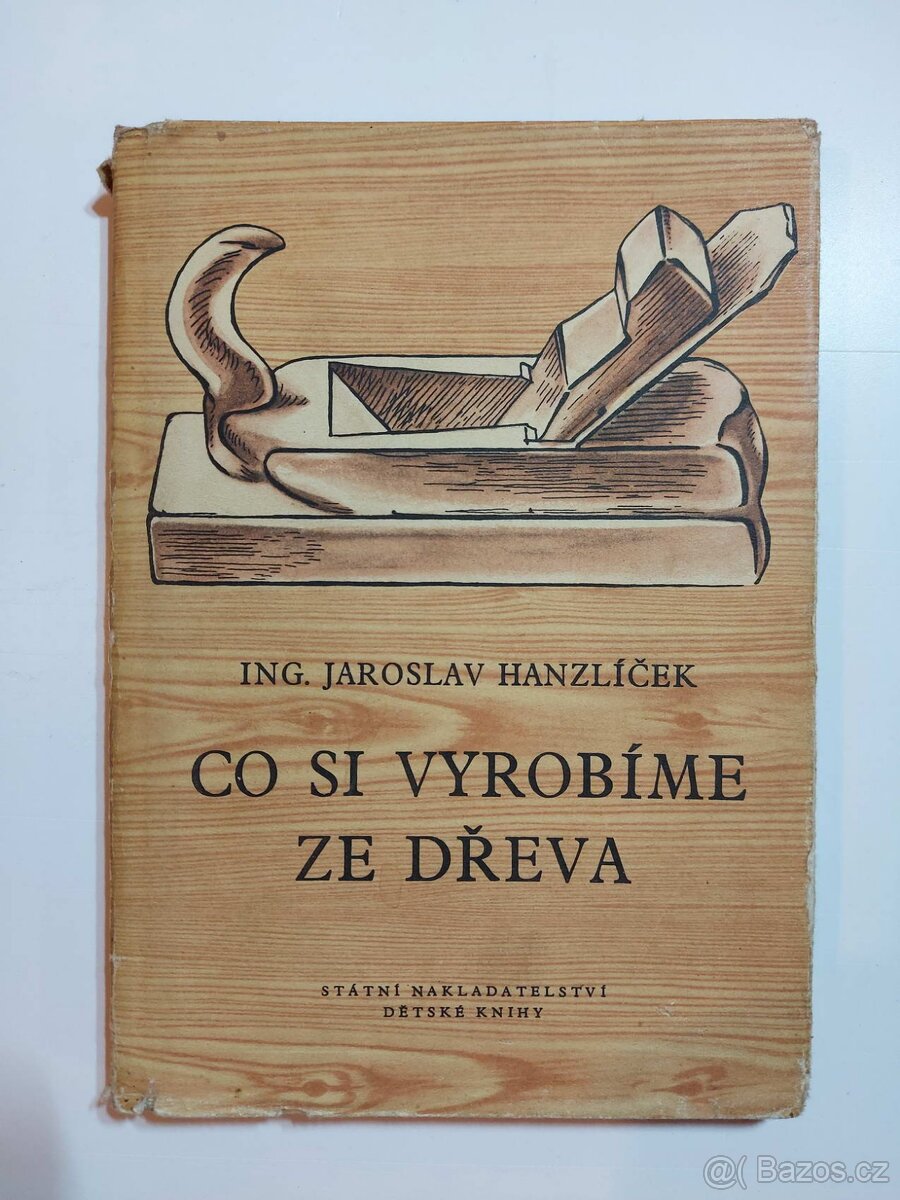 ING. JAROSLAV HANZLÍČEK
CO SI VYROBÍME
ZE DŘEVA
STÁTNÍ NAKLADATELSTVÍ
DĚTSKÉ KNIHY
@( Bazos.cz